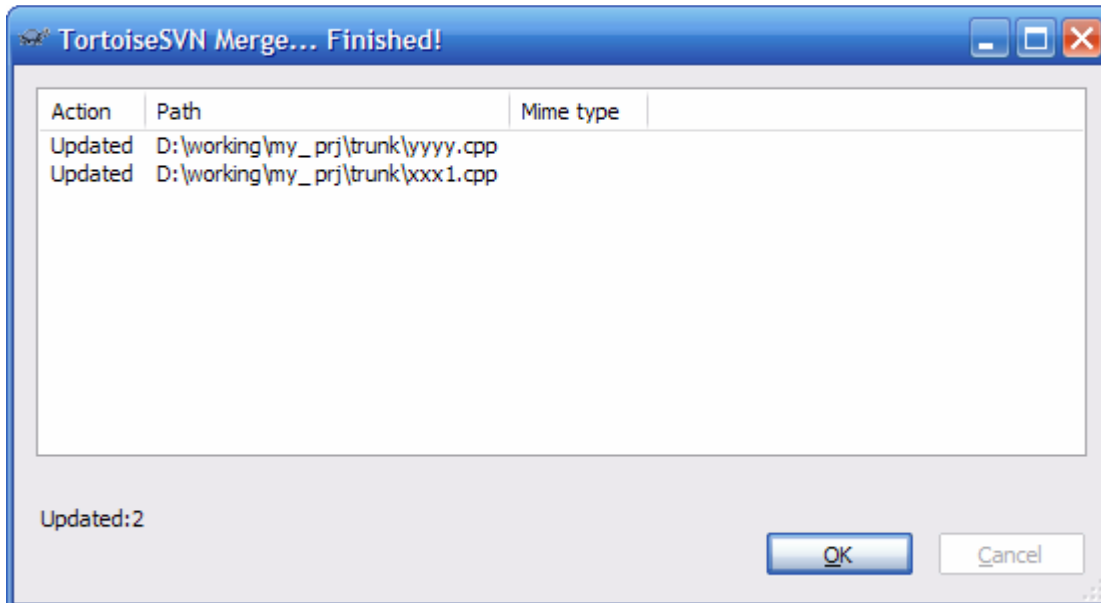 TortoiseSVN Merge... Finished!
Action Path Mime type
Updated D:\working\my_prj\trunk\yyyy.cpp
Updated D:\working\my_prj\trunk\xxx1.cpp
Updated:2
OK Cancel